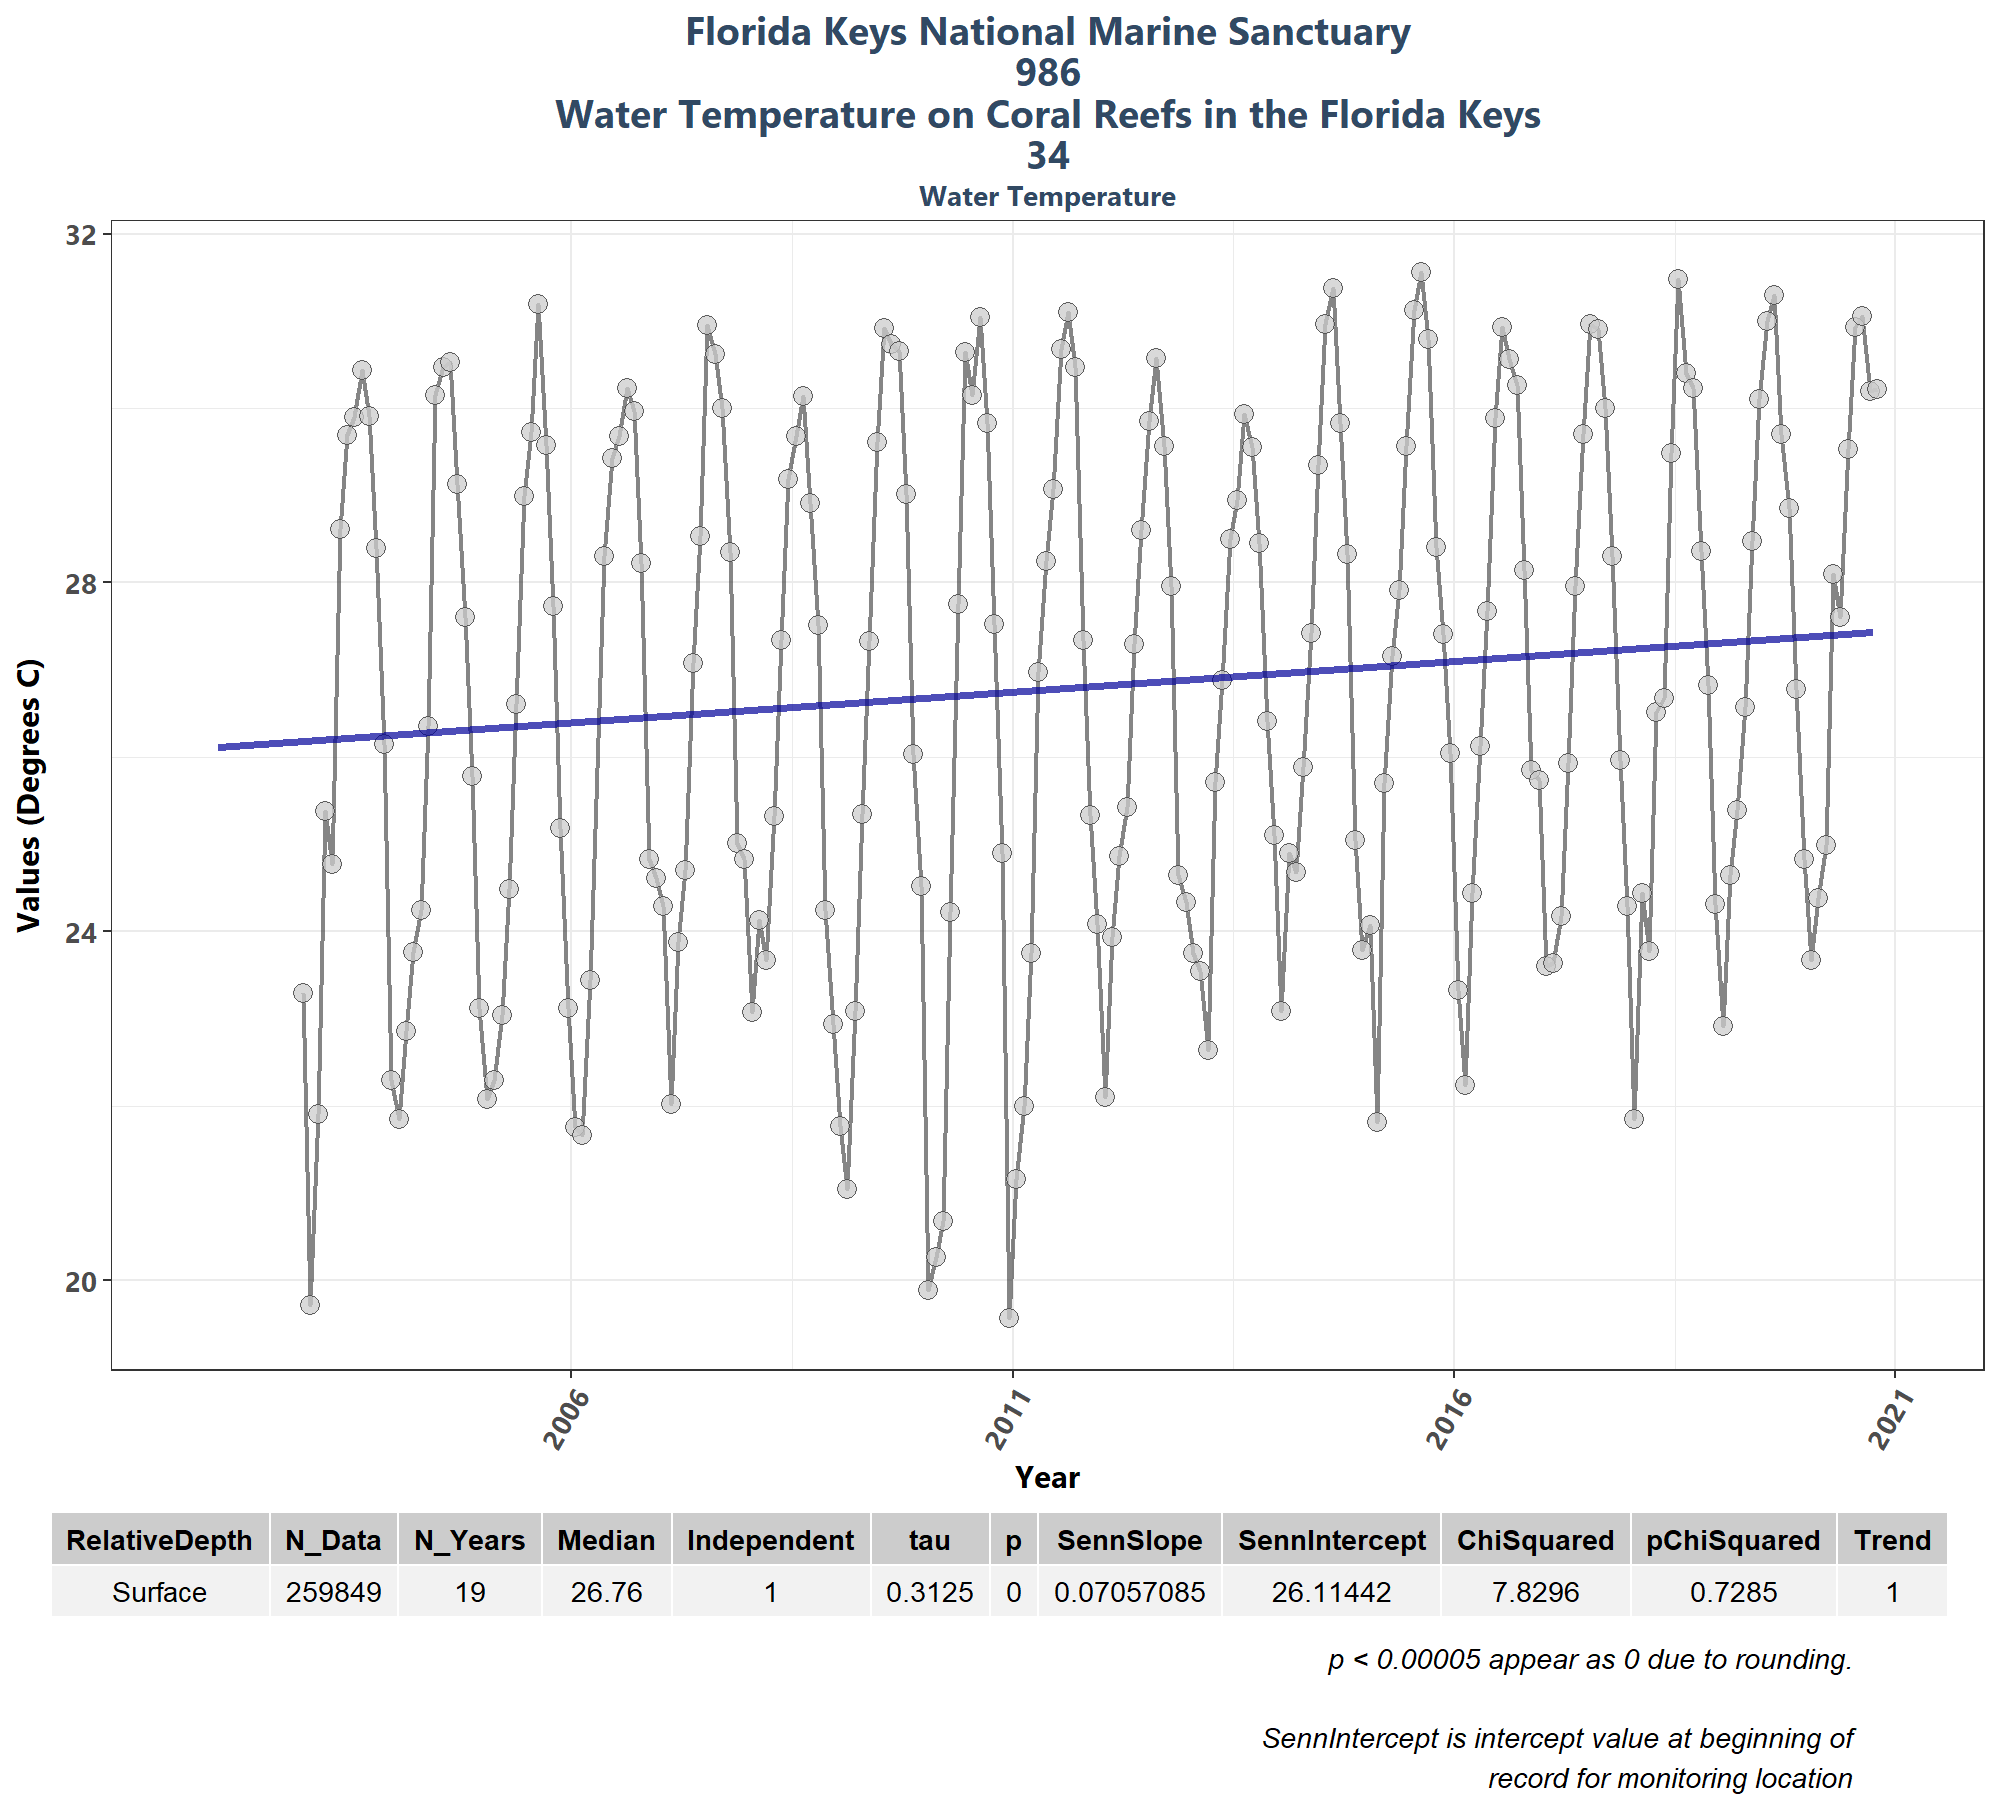 Florida Keys National Marine Sanctuary
986
Water Temperature on Coral Reefs in the Florida Keys
34
Water Temperature
32
28
24
20
Values (Degrees C)
2006 2011 2016 2021
Year
RelativeDepth N_Data N_Years Median Independent tau p SennSlope SennIntercept ChiSquared pChiSquared Trend
Surface 259849 19 26.76 1 0.3125 0 0.07057085 26.11442 7.8296 0.7285 1
p < 0.00005 appear as 0 due to rounding.
SennIntercept is intercept value at beginning of
record for monitoring location